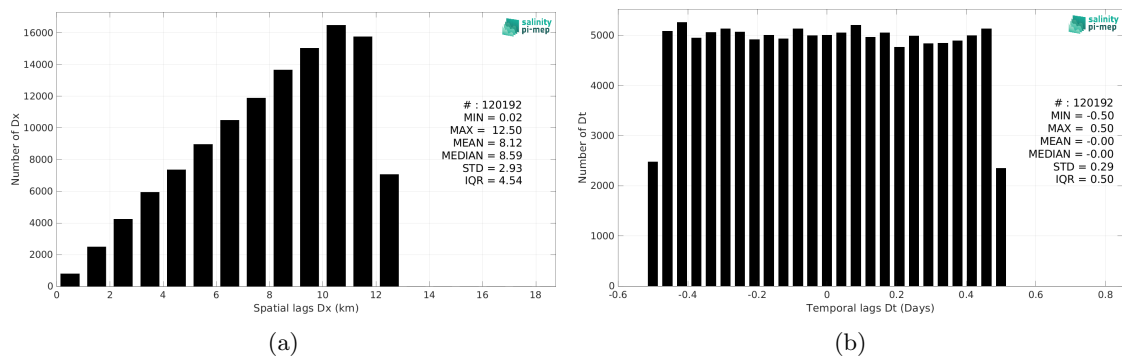 salinity
pi-mep
16000
14000
12000
10000
8000
6000
4000
2000
0
Number of Dx
# : 120192
MIN = 0.02
MAX = 12.50
MEAN = 8.12
MEDIAN = 8.59
STD = 2.93
IQR = 4.54
0 2 4 6 8 10 12 14 16 18
Spatial lags Dx (km)
(a)
salinity
pi-mep
5000
4000
3000
2000
1000
0
Number of Dt
# : 120192
MIN = -0.50
MAX = 0.50
MEAN = -0.00
MEDIAN = -0.00
STD = 0.29
IQR = 0.50
-0.6 -0.4 -0.2 0 0.2 0.4 0.6 0.8
Temporal lags Dt (Days)
(b)